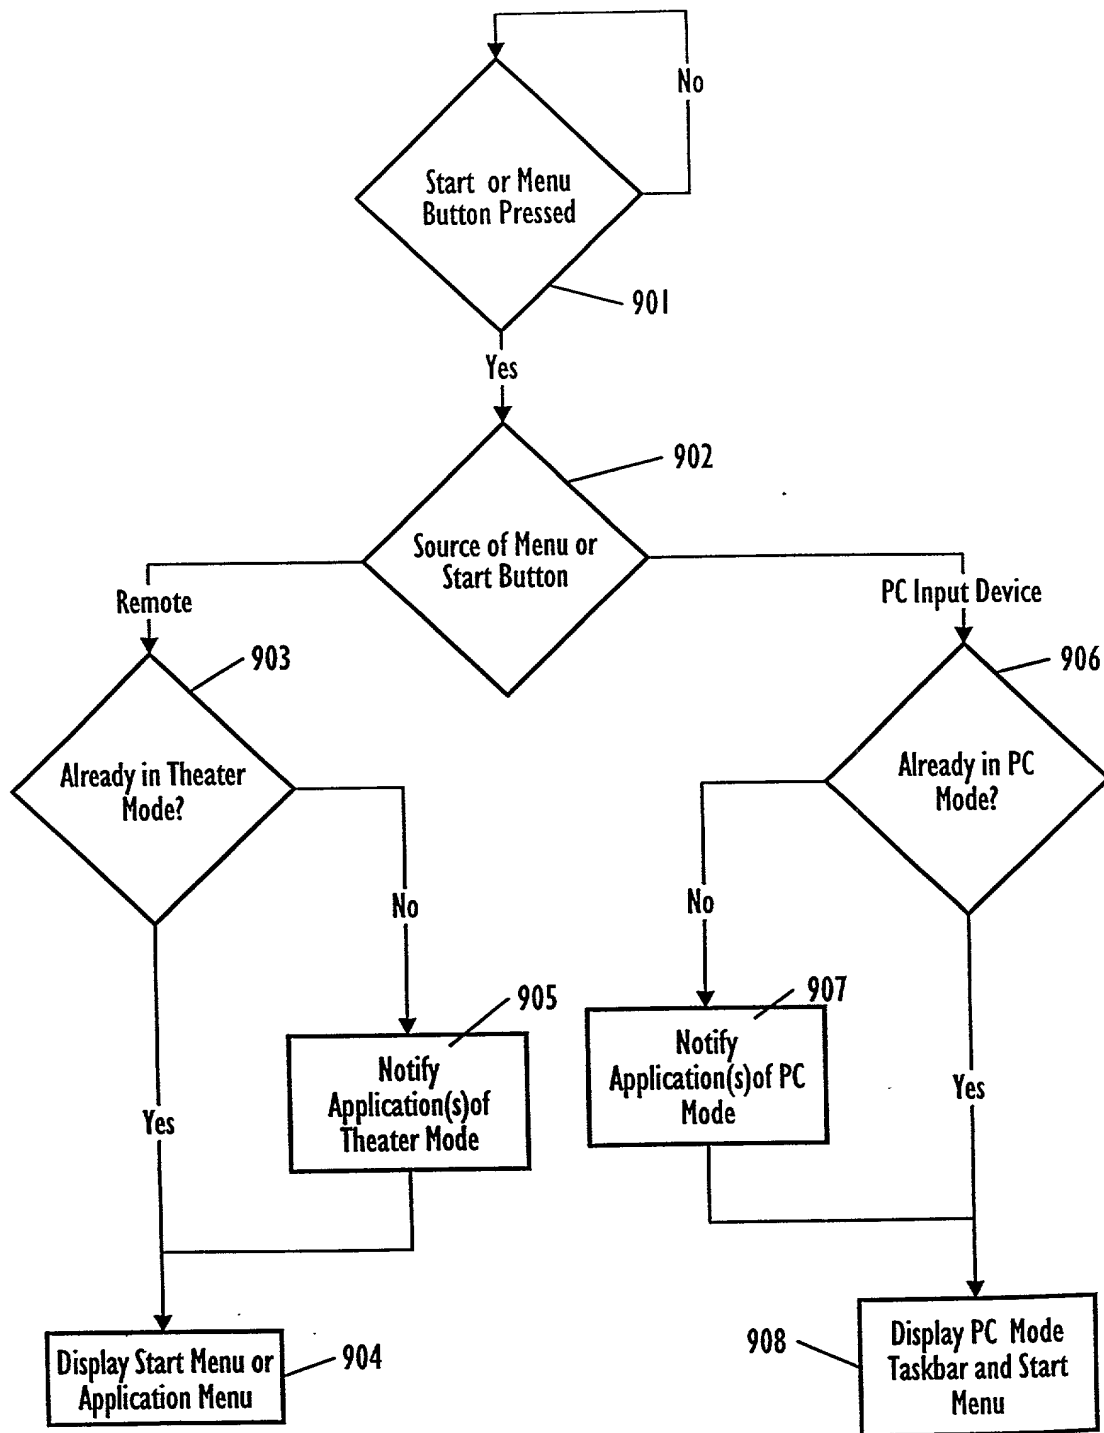 No
Start or Menu
Button Pressed
901
Yes
902
Source of Menu or
Start Button
Remote
PC Input Device
903
906
Already in Theater
Mode?
Already in PC
Mode?
No
No
905
907
Notify
Application(s)of
Theater Mode
Notify
Application(s)of PC
Mode
Yes
Yes
Display Start Menu or
Application Menu
904
908
Display PC Mode
Taskbar and Start
Menu